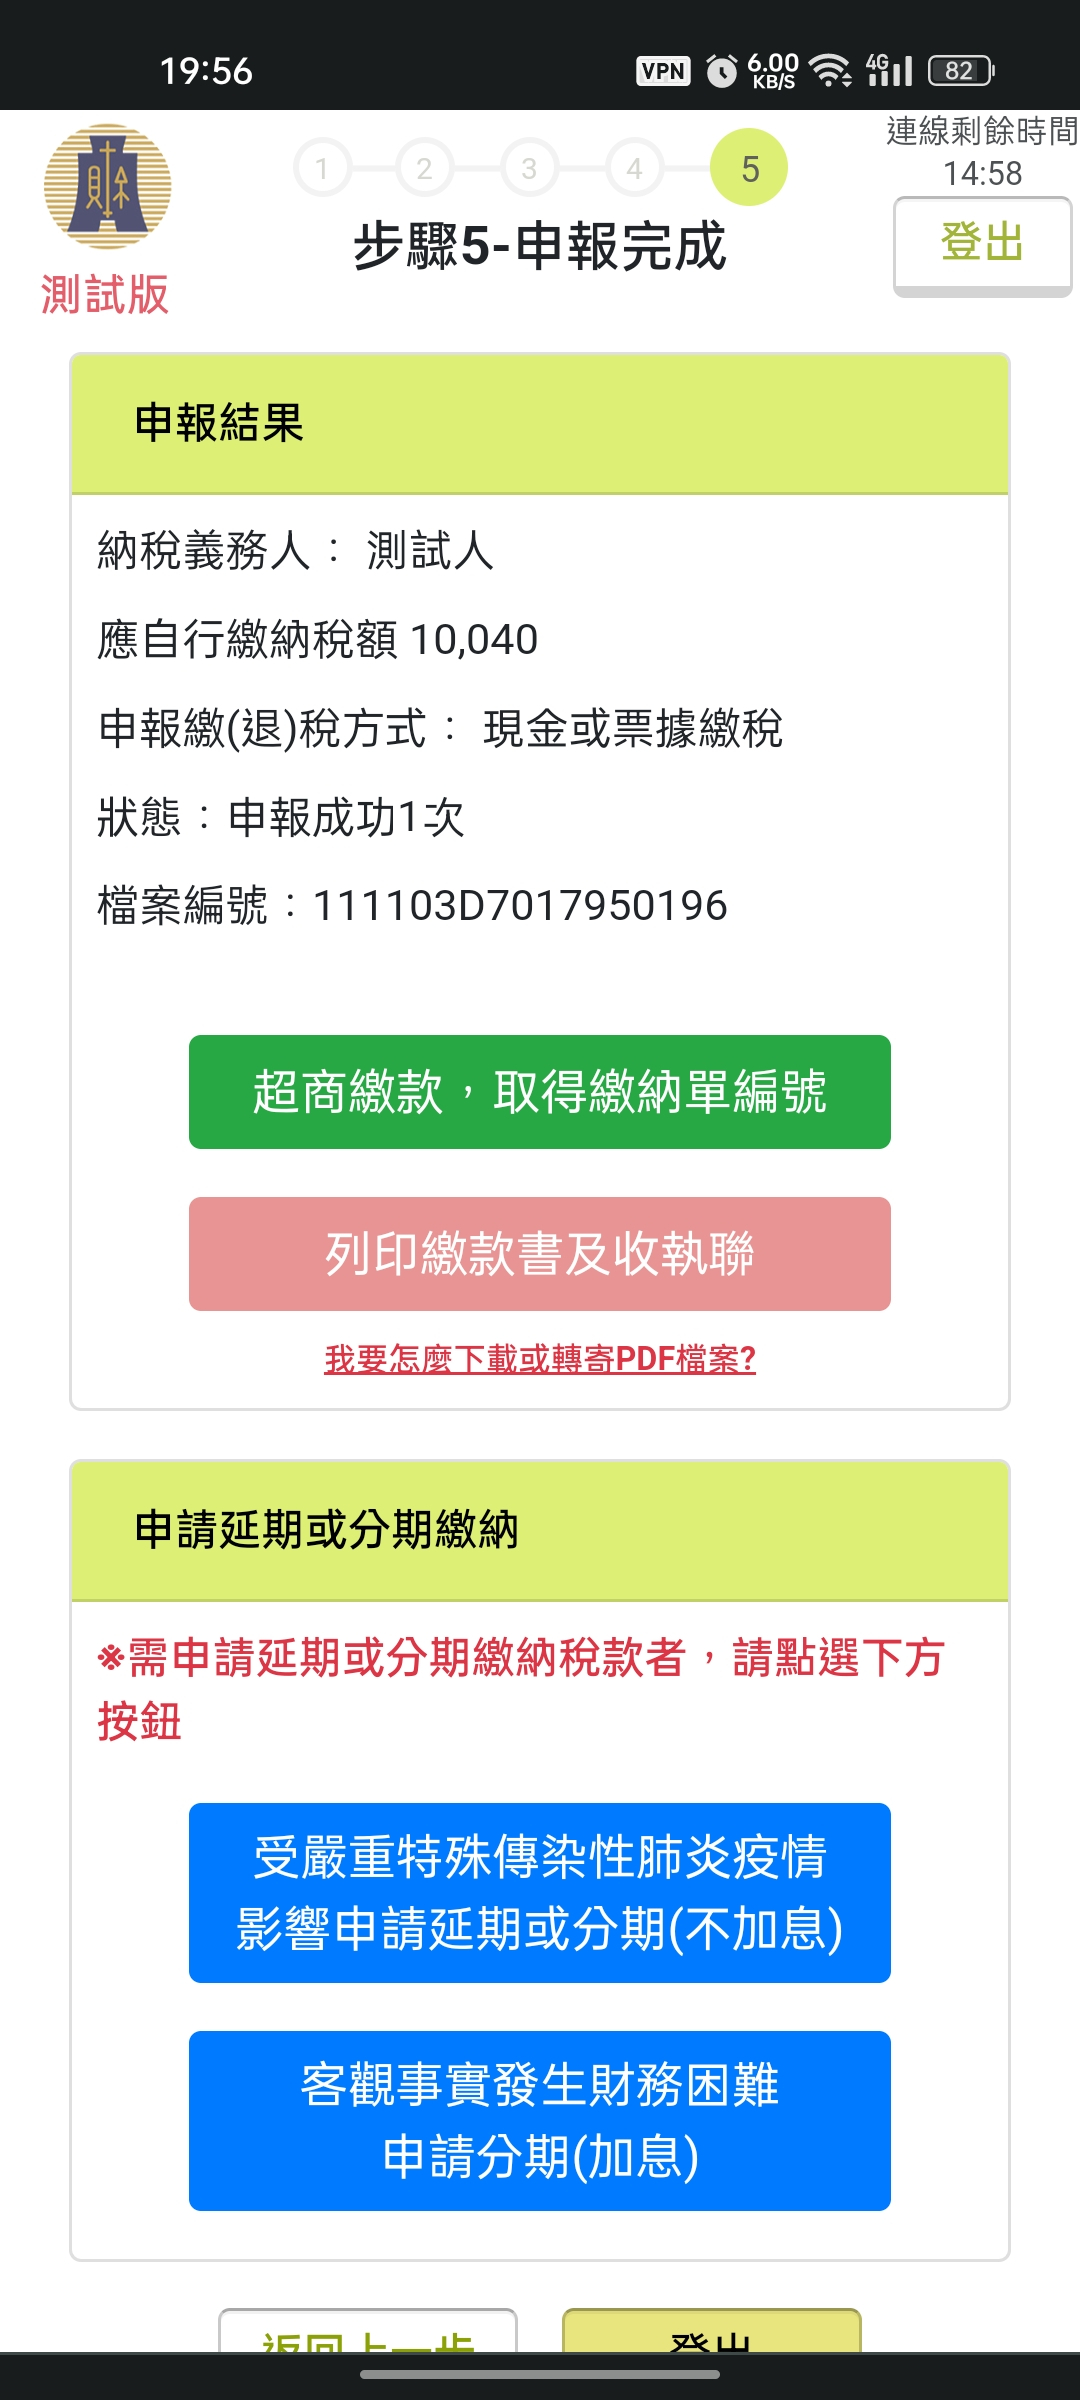 19:56
VPN
6.00
KB/S
4G
82
連線剩餘時間
14:58
登出
測試版
1
2
3
4
5
步驟5-申報完成
申報結果
納稅義務人： 測試人
應自行繳納稅額 10,040
申報繳(退)稅方式： 現金或票據繳稅
狀態：申報成功1次
檔案編號：111103D7017950196
超商繳款，取得繳納單編號
列印繳款書及收執聯
我要怎麼下載或轉寄PDF檔案?
申請延期或分期繳納
※需申請延期或分期繳納稅款者，請點選下方
按鈕
受嚴重特殊傳染性肺炎疫情
影響申請延期或分期(不加息)
客觀事實發生財務困難
申請分期(加息)
返回上一步
登出